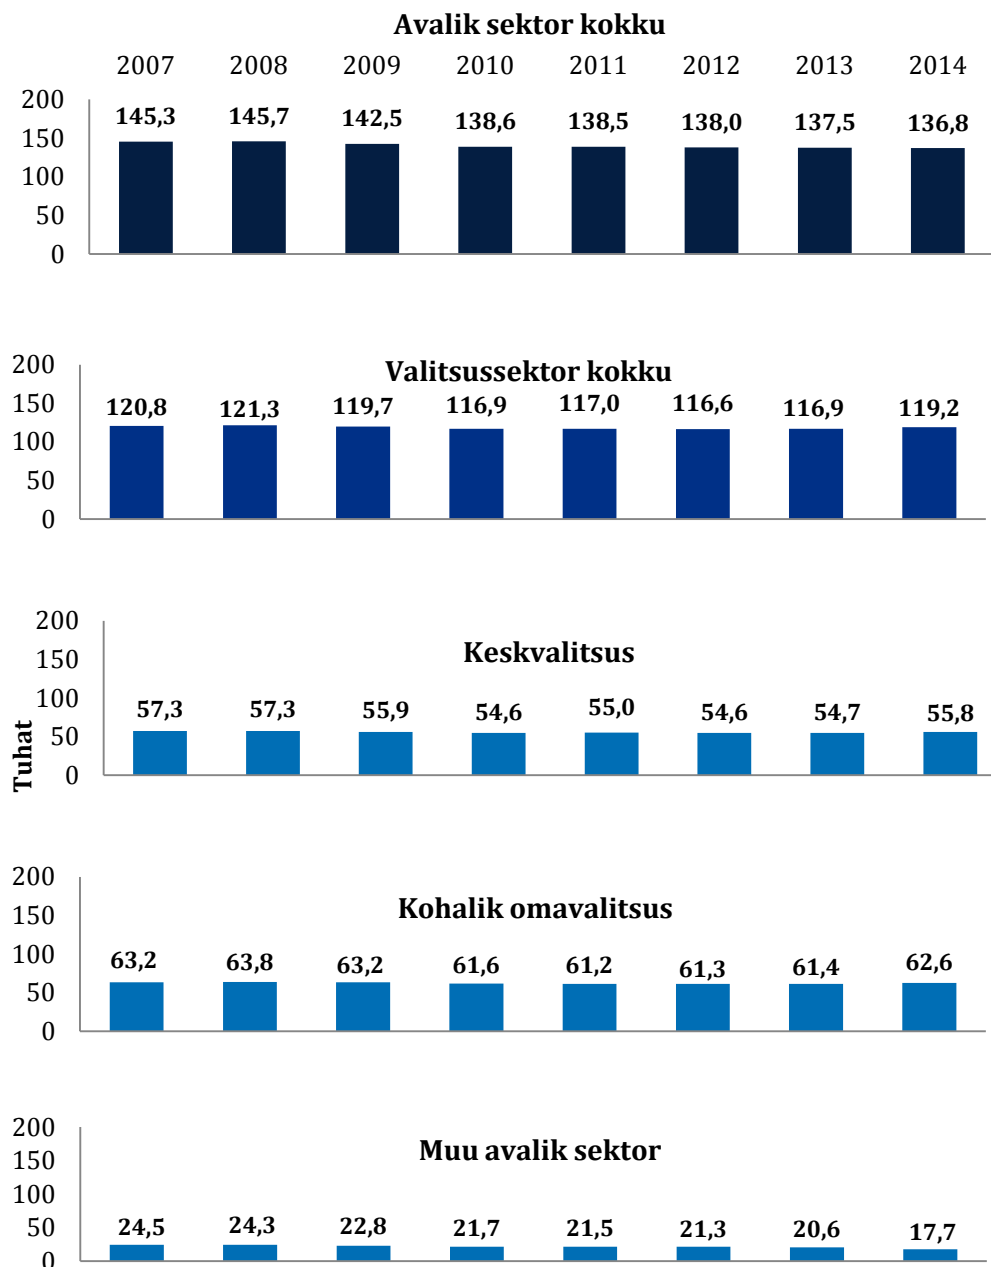 Avalik sektor kokku
2007 2008 2009 2010 2011 2012 2013 2014
200
150
100
50
0
145,3 145,7 142,5 138,6 138,5 138,0 137,5 136,8
Valitsussektor kokku
200
150
100
50
0
120,8 121,3 119,7 116,9 117,0 116,6 116,9 119,2
Keskvalitsus
200
150
100
50
0
57,3 57,3 55,9 54,6 55,0 54,6 54,7 55,8
Tuhat
Kohalik omavalitsus
200
150
100
50
0
63,2 63,8 63,2 61,6 61,2 61,3 61,4 62,6
Muu avalik sektor
200
150
100
50
0
24,5 24,3 22,8 21,7 21,5 21,3 20,6 17,7